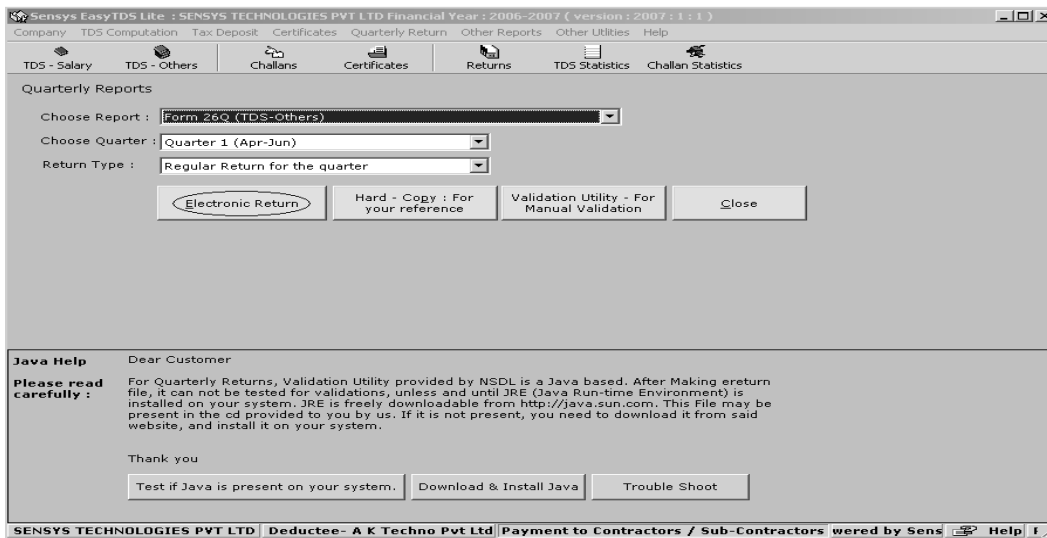 Sensys EasyTDS Lite : SENSYS TECHNOLOGIES PVT LTD Financial Year : 2006-2007 ( version : 2007 : 1 : 1 )
Company TDS Computation Tax Deposit Certificates Quarterly Return Other Reports Other Utlities Help
TDS - Salary TDS - Others Challans Certificates Returns TDS Statistics Challan Statistics
Quarterly Reports
Choose Report : Form 26Q (TDS-Others)
Choose Quarter : Quarter 1 (Apr-Jun)
Return Type : Regular Return for the quarter
Electronic Return Hard - Copy : For your reference Validation Utility - For Manual Validation Close
Java Help Dear Customer
Please read carefully :
For Quarterly Returns, Validation Utility provided by NSDL is a Java based. After Making ereturn
file, it can not be tested for validations, unless and until JRE (Java Run-time Environment) is
installed on your system. JRE is freely downloadable from http://java.sun.com. This File may be
present in the cd provided to you by us. If it is not present, you need to download it from said
website, and install it on your system.
Thank you
Test if Java is present on your system. Download & Install Java Trouble Shoot
SENSYS TECHNOLOGIES PVT LTD Deductee- A K Techno Pvt Ltd Payment to Contractors / Sub-Contractors wered by Sens Help